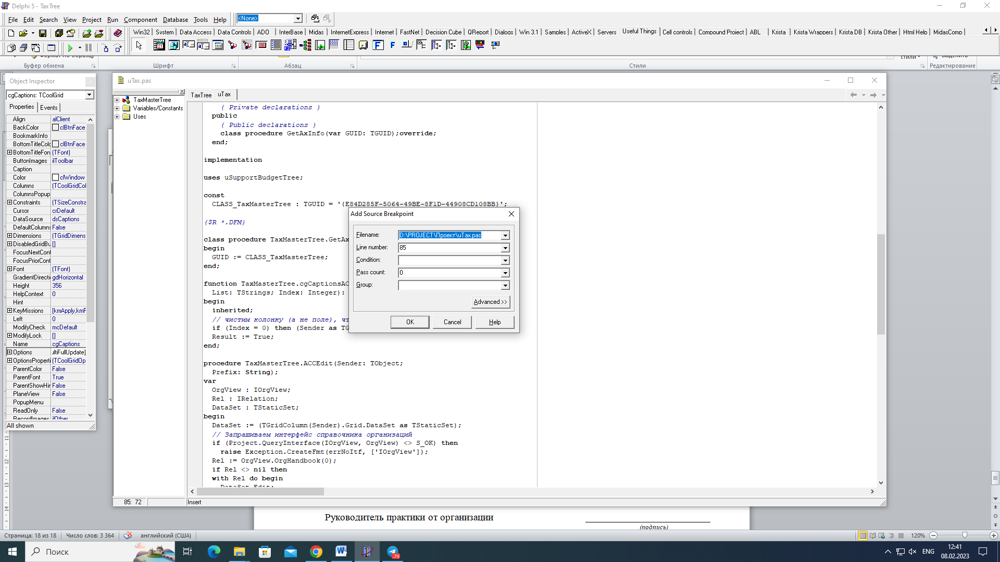 Delphi 5 - TaxTree
File Edit Search View Project Run Component Database Tools Help <None>
Win32 System Data Access Data Controls ADO InterBase Midas InternetExpress Internet FastNet Decision Cube QReport Dialogs Win 3.1 Samples ActiveX Servers Useful Things Cell controls Compound Project ABL Krista Krista Wrappers Krista DB Krista Other Html Help MidasComp
Буфер обмена Шрифт Абзац Стили Редактирование
Object Inspector
cgCaptions: TCoolGrid
Properties Events
Align alClient
BackColor clBtnFace
BookmarkInfo
BottomTitleColo clBtnFace
BottomTitleFon (TFont)
ButtonImages ilToolbar
Caption
Color clWindow
Columns (TCoolGridCol
ColumnsPopup
Constraints (TSizeConstra
Cursor crDefault
DataSource dsCaptions
DefaultColumns False
Dimensions (TGridDimens
DisabledGridBu []
FocusNextCont
FocusPriorCont
Font (TFont)
GradientDirecti gdHorizontal
Height 356
HelpContext 0
Hint
KeyMissions [kmApply,kmF
Left 0
ModifyCheck mcDefault
ModifyLock []
Name cgCaptions
Options ultiFullUpdate]
OptionsPropertie (TCoolGridOp
ParentColor False
ParentFont True
ParentShowHin False
PlaneView False
PopupMenu
ReadOnly False
RecordImages ilOther
All shown
uTax.pas
TaxMasterTree
Variables/Constants
Uses
TaxTree uTax
{ Private declarations }
public
{ Public declarations }
class procedure GetAxInfo(var GUID: TGUID);override;
end;
implementation
uses uSupportBudgetTree;
const
CLASS_TaxMasterTree : TGUID = '{E84D285F-5064-49BE-8F1D-44908CD108BB}';
{$R *.DFM}
class procedure TaxMasterTree.GetAx
begin
GUID := CLASS_TaxMasterTree;
end;
function TaxMasterTree.cgCaptionsAC
List: TStrings; Index: Integer):
begin
inherited;
// чистим колонку (а не поле), чт
if (Index = 0) then (Sender as TG
Result := True;
end;
procedure TaxMasterTree.ACCEdit(Sender: TObject;
Prefix: String);
var
OrgView : IOrgView;
Rel : IRelation;
DataSet : TStaticSet;
begin
DataSet := (TGridColumn(Sender).Grid.DataSet as TStaticSet);
// Запрашиваем интерфейс справочника организаций
if (Project.QueryInterface(IOrgView, OrgView) <> S_OK) then
raise Exception.CreateFmt(errNoItf, ['IOrgView']);
Rel := OrgView.OrgHandbook(0);
if Rel <> nil then
with Rel do begin
DataSet.Edit;
85: 72 Insert
Add Source Breakpoint
Filename: D:\PROJECT\Проект\uTax.pas
Line number: 85
Condition:
Pass count: 0
Group:
Advanced >>
OK Cancel Help
Руководитель практики от организации
(подпись)
Страница: 18 из 18 Число слов: 3 364 английский (США) 120%
Поиск
79
ENG
12:41
08.02.2023